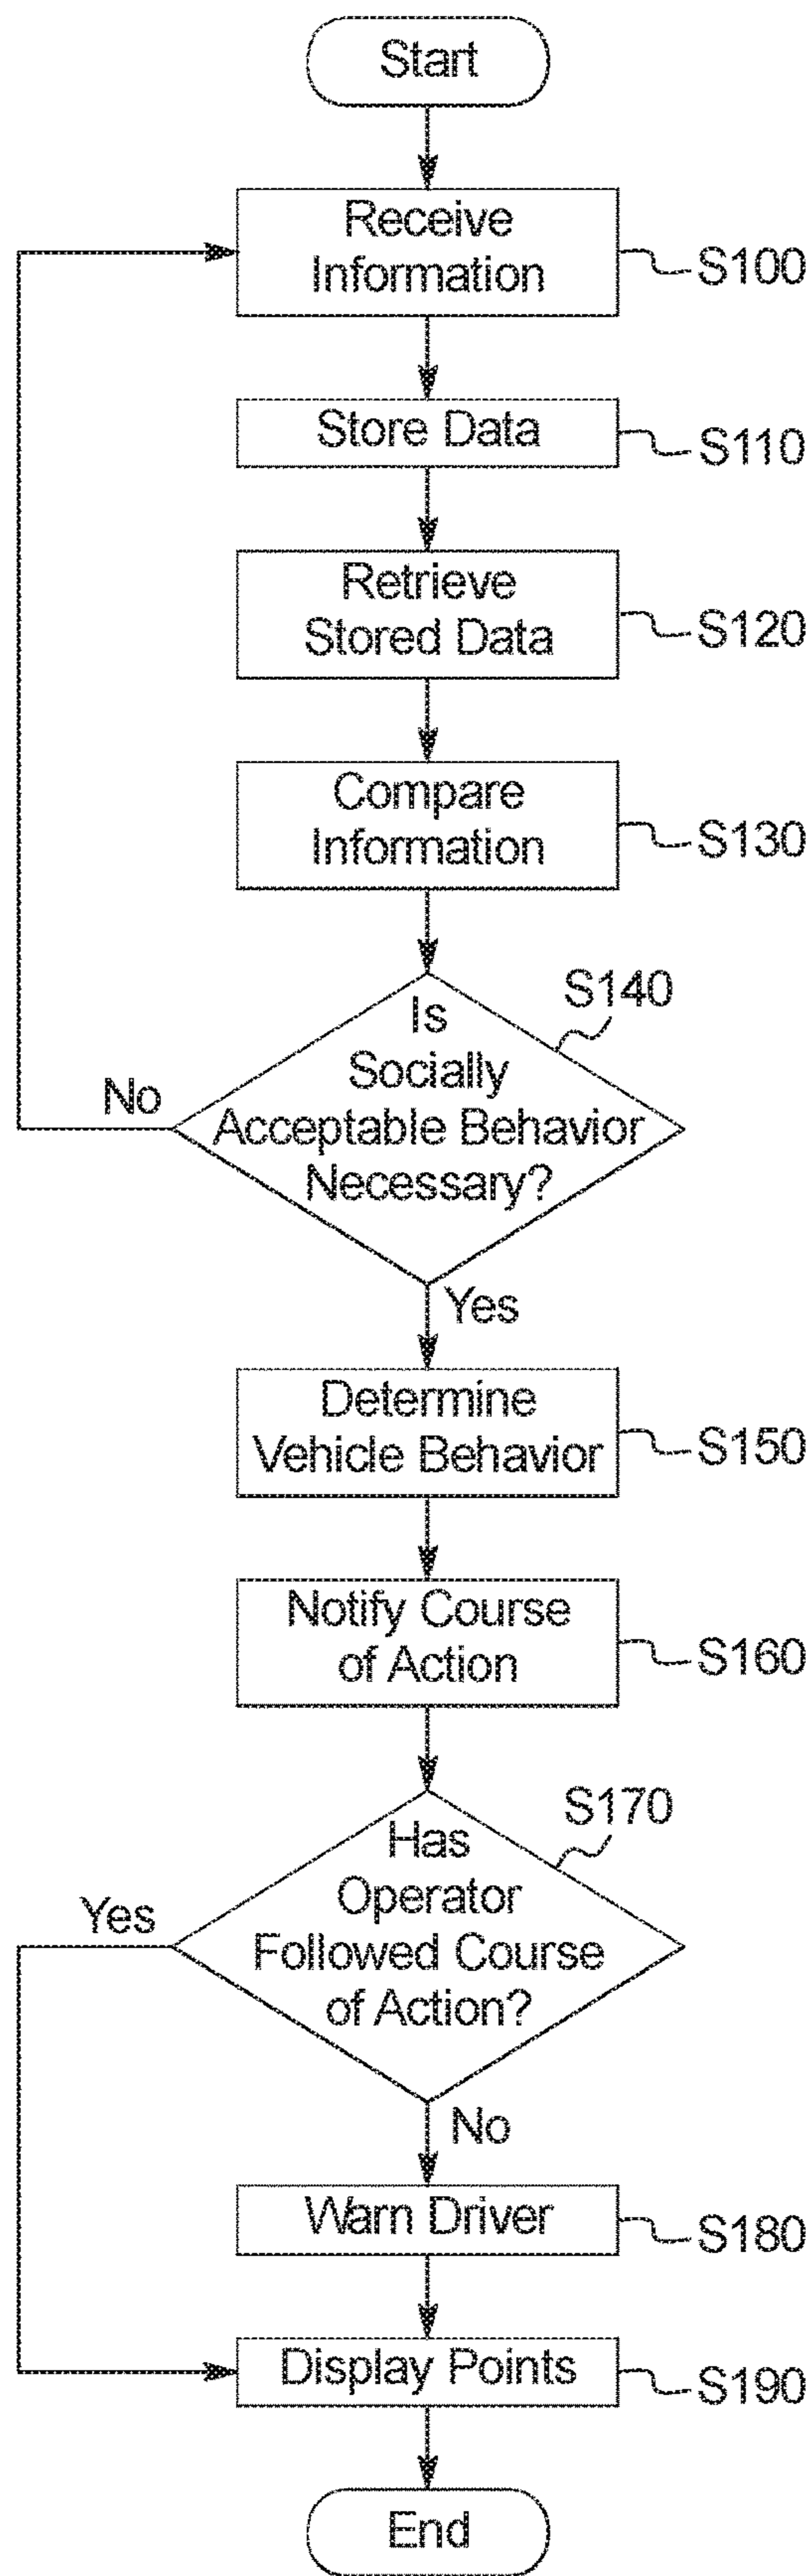 Start
Receive
Information
S100
Store Data
S110
Retrieve
Stored Data
S120
Compare
Information
S130
S140
Is
Socially
Acceptable Behavior
Necessary?
No
Yes
Determine
Vehicle Behavior
S150
Notify Course
of Action
S160
S170
Has
Operator
Followed Course
of Action?
Yes
No
Warn Driver
S180
Display Points
S190
End